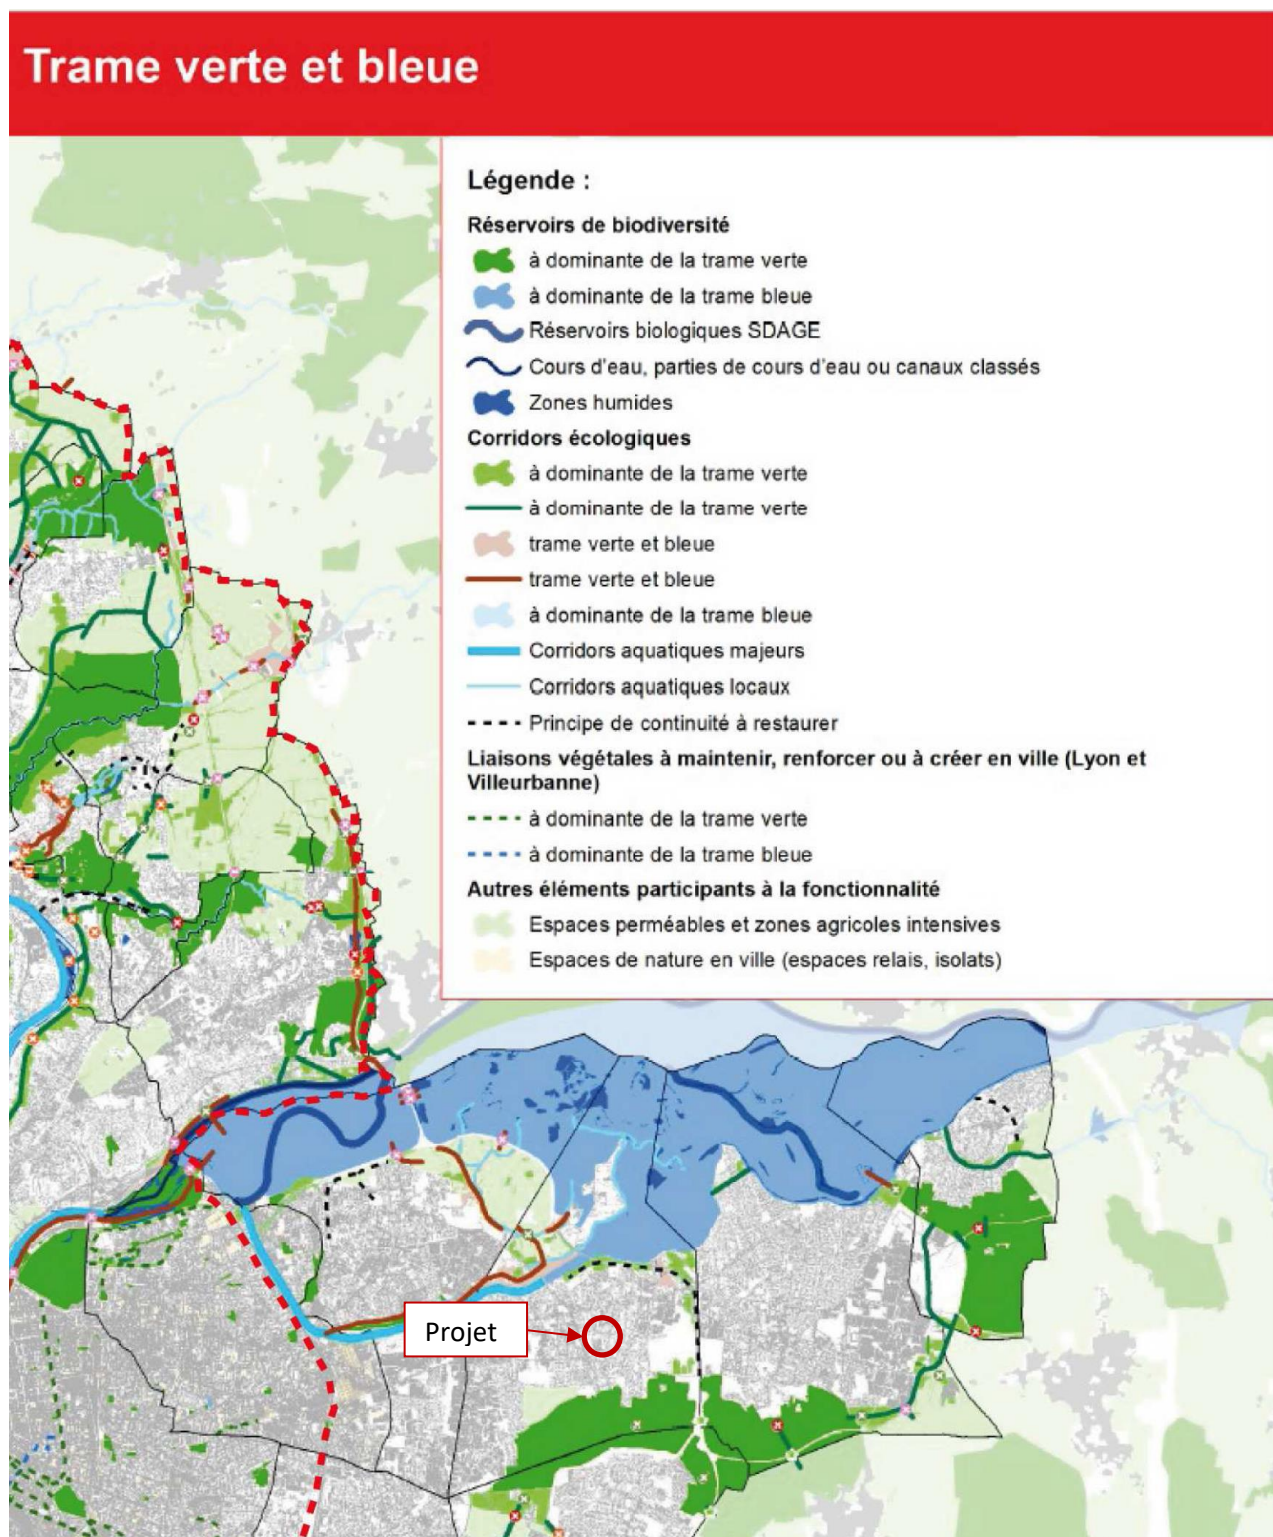 Trame verte et bleue
Légende :
Réservoirs de biodiversité
à dominante de la trame verte
à dominante de la trame bleue
Réservoirs biologiques SDAGE
Cours d'eau, parties de cours d'eau ou canaux classés
Zones humides
Corridors écologiques
à dominante de la trame verte
à dominante de la trame verte
trame verte et bleue
trame verte et bleue
à dominante de la trame bleue
Corridors aquatiques majeurs
Corridors aquatiques locaux
Principe de continuité à restaurer
Liaisons végétales à maintenir, renforcer ou à créer en ville (Lyon et
Villeurbanne)
à dominante de la trame verte
à dominante de la trame bleue
Autres éléments participants à la fonctionnalité
Espaces perméables et zones agricoles intensives
Espaces de nature en ville (espaces relais, isolats)
Projet